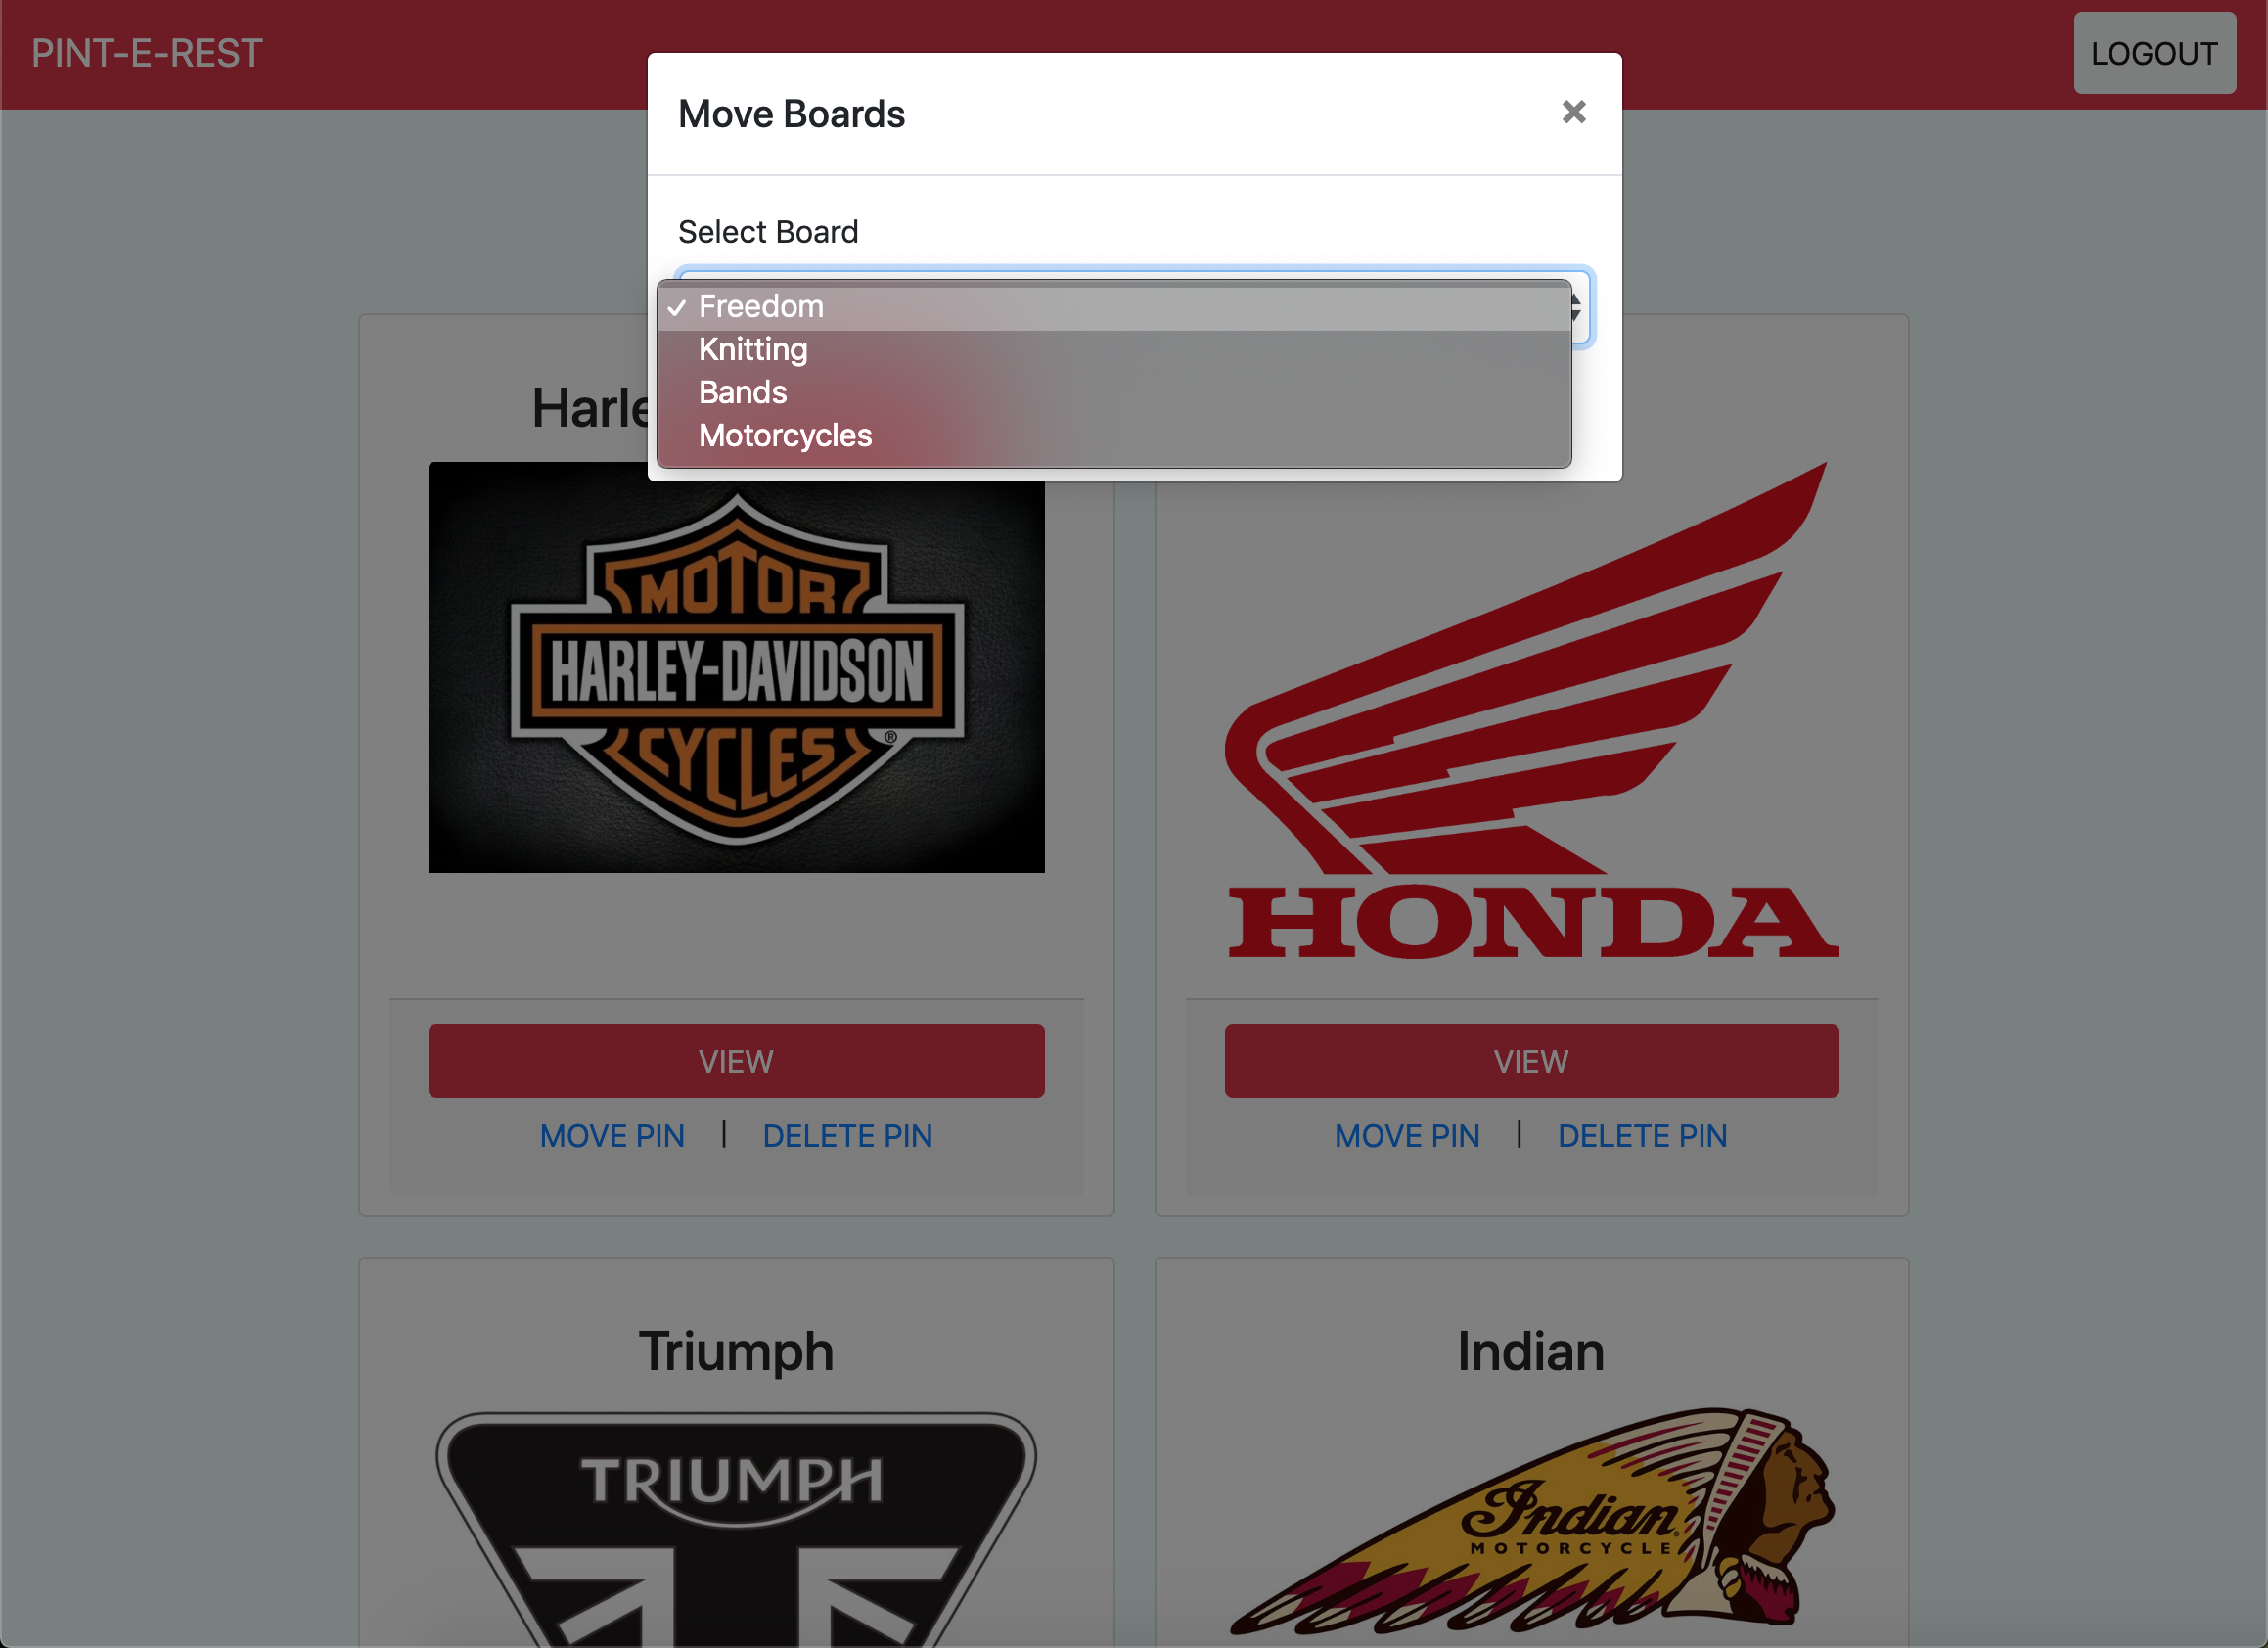 PINT-E-REST
LOGOUT
Move Boards
Select Board
Freedom
Knitting
Bands
Motorcycles
MOTOR
HARLEY-DAVIDSON
CYCLES
®
HONDA
VIEW
MOVE PIN | DELETE PIN
VIEW
MOVE PIN | DELETE PIN
Triumph
TRIUMPH
Indian
Indian
MOTORCYCLE